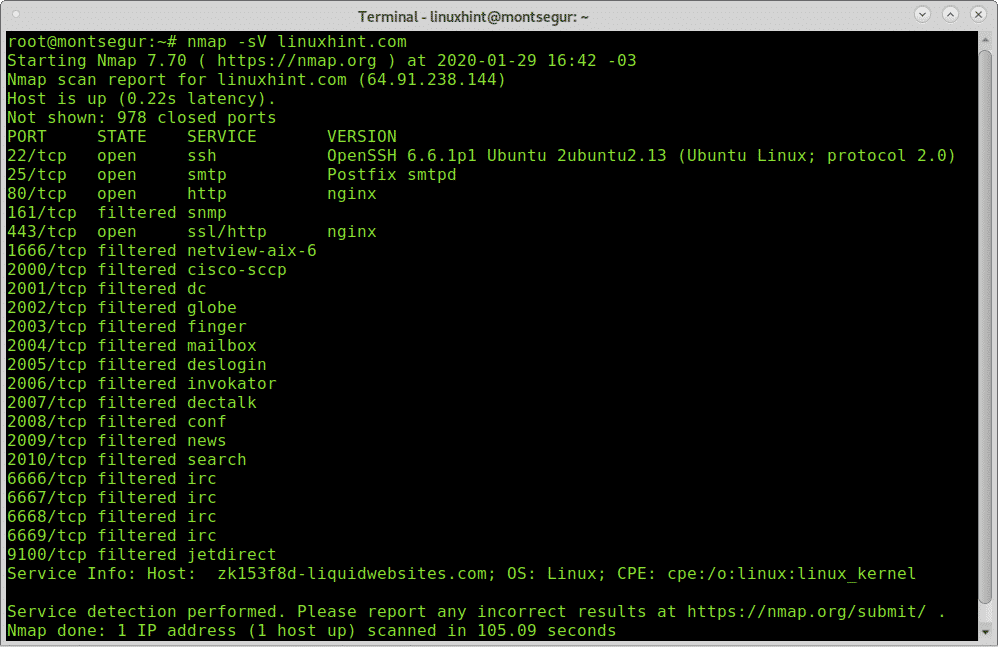 Terminal - linuxhint@montsegur: ~
root@montsegur:~# nmap -sV linuxhint.com
Starting Nmap 7.70 ( https://nmap.org ) at 2020-01-29 16:42 -03
Nmap scan report for linuxhint.com (64.91.238.144)
Host is up (0.22s latency).
Not shown: 978 closed ports
PORT     STATE    SERVICE       VERSION
22/tcp   open     ssh           OpenSSH 6.6.1p1 Ubuntu 2ubuntu2.13 (Ubuntu Linux; protocol 2.0)
25/tcp   open     smtp          Postfix smtpd
80/tcp   open     http          nginx
161/tcp  filtered snmp
443/tcp  open     ssl/http      nginx
1666/tcp filtered netview-aix-6
2000/tcp filtered cisco-sccp
2001/tcp filtered dc
2002/tcp filtered globe
2003/tcp filtered finger
2004/tcp filtered mailbox
2005/tcp filtered deslogin
2006/tcp filtered invokator
2007/tcp filtered dectalk
2008/tcp filtered conf
2009/tcp filtered news
2010/tcp filtered search
6666/tcp filtered irc
6667/tcp filtered irc
6668/tcp filtered irc
6669/tcp filtered irc
9100/tcp filtered jetdirect
Service Info: Host:  zk153f8d-liquidwebsites.com; OS: Linux; CPE: cpe:/o:linux:linux_kernel
Service detection performed. Please report any incorrect results at https://nmap.org/submit/ .
Nmap done: 1 IP address (1 host up) scanned in 105.09 seconds